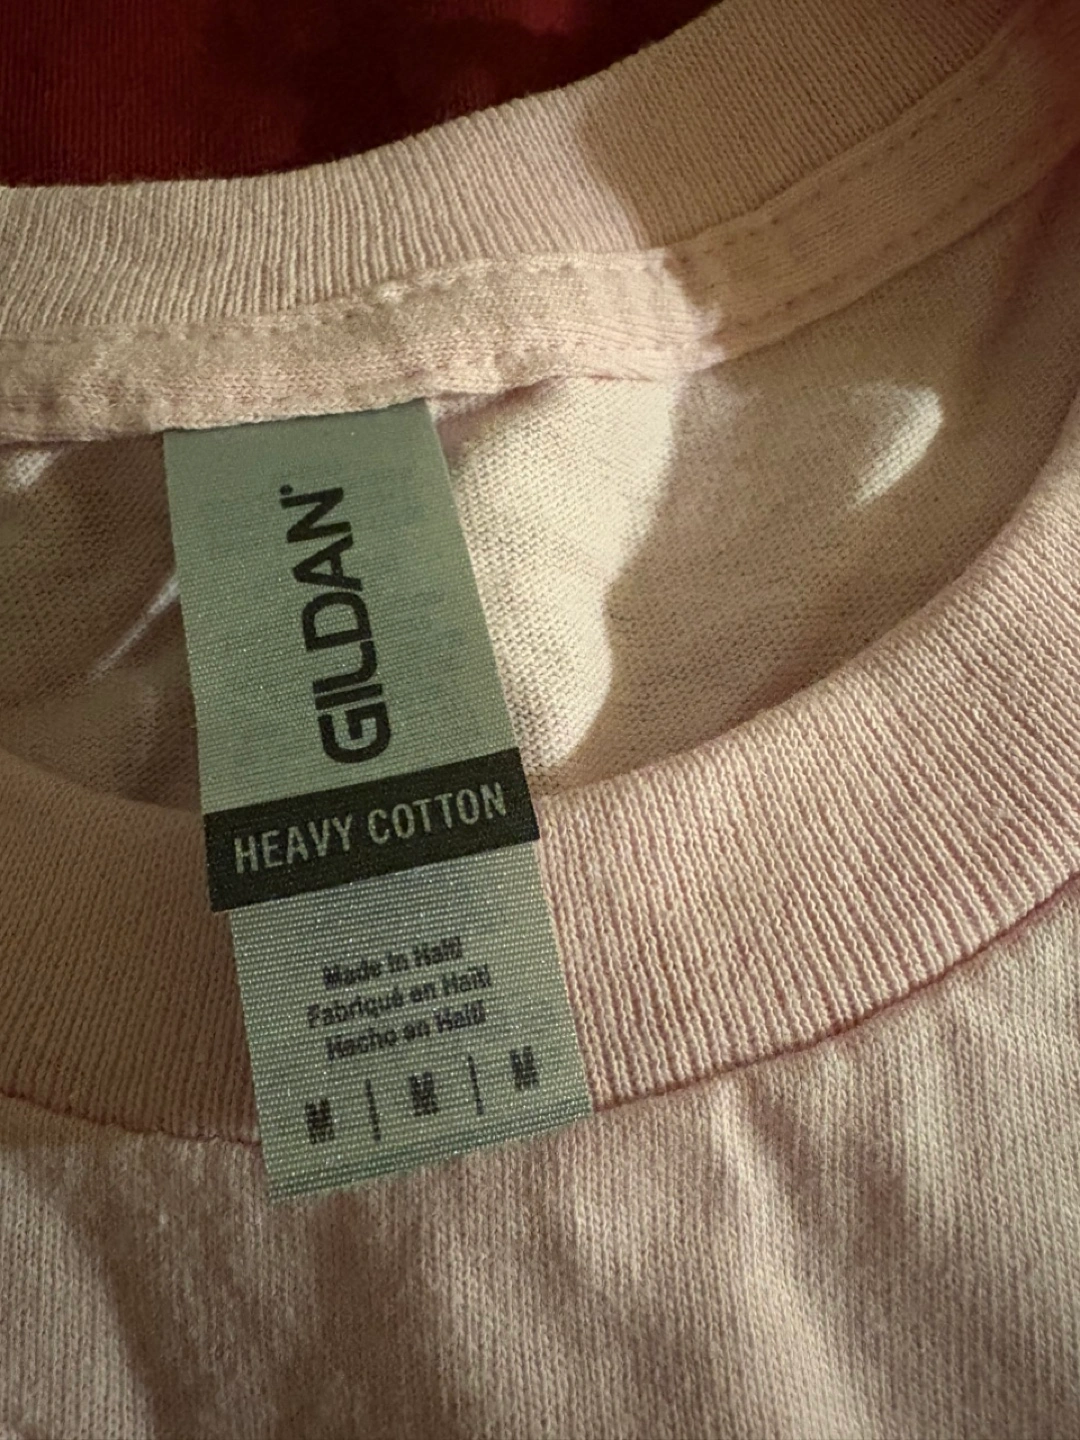 GILDAN®
HEAVY COTTON
Made in Haiti
Fabriqué en Haïti
Hecho en Haití
M | M | M